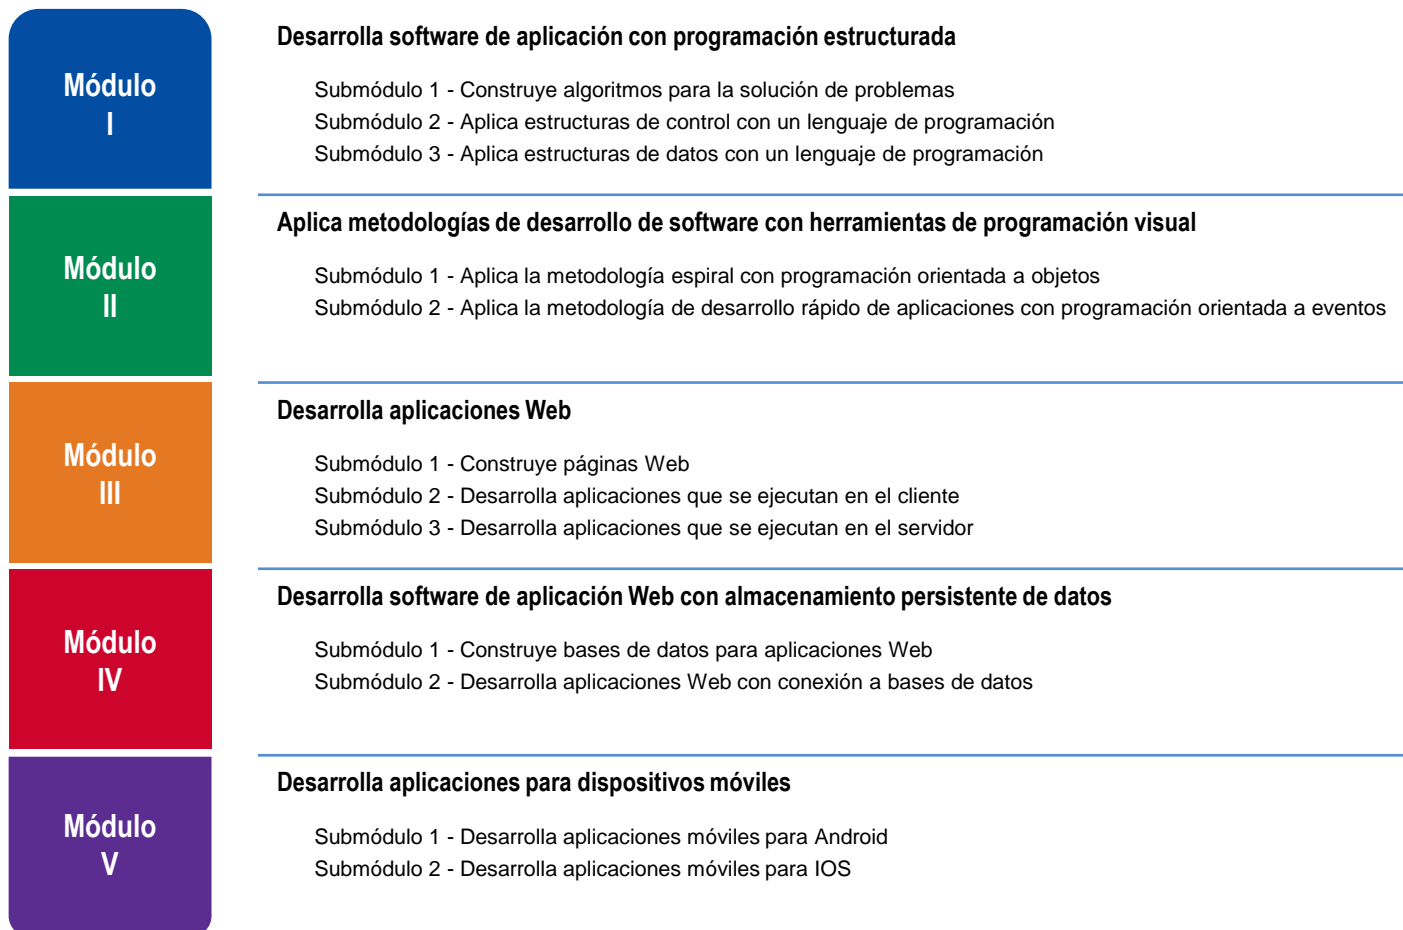 Módulo
I
Desarrolla software de aplicación con programación estructurada
Submódulo 1 - Construye algoritmos para la solución de problemas
Submódulo 2 - Aplica estructuras de control con un lenguaje de programación
Submódulo 3 - Aplica estructuras de datos con un lenguaje de programación
Módulo
II
Aplica metodologías de desarrollo de software con herramientas de programación visual
Submódulo 1 - Aplica la metodología espiral con programación orientada a objetos
Submódulo 2 - Aplica la metodología de desarrollo rápido de aplicaciones con programación orientada a eventos
Módulo
III
Desarrolla aplicaciones Web
Submódulo 1 - Construye páginas Web
Submódulo 2 - Desarrolla aplicaciones que se ejecutan en el cliente
Submódulo 3 - Desarrolla aplicaciones que se ejecutan en el servidor
Módulo
IV
Desarrolla software de aplicación Web con almacenamiento persistente de datos
Submódulo 1 - Construye bases de datos para aplicaciones Web
Submódulo 2 - Desarrolla aplicaciones Web con conexión a bases de datos
Módulo
V
Desarrolla aplicaciones para dispositivos móviles
Submódulo 1 - Desarrolla aplicaciones móviles para Android
Submódulo 2 - Desarrolla aplicaciones móviles para IOS